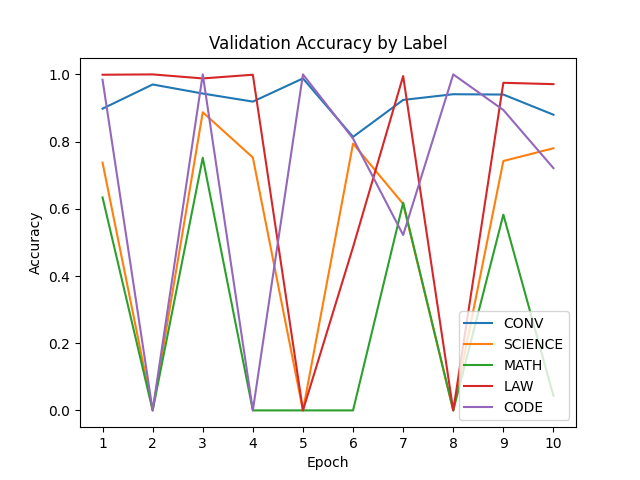 Validation Accuracy by Label
1.0
0.8
0.6
0.4
0.2
0.0
Accuracy
CONV
SCIENCE
MATH
LAW
CODE
1 2 3 4 5 6 7 8 9 10
Epoch